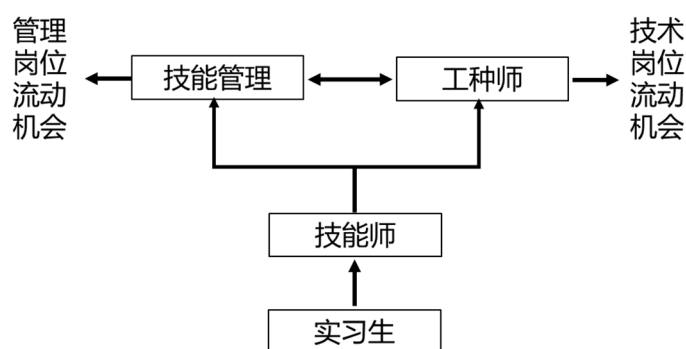 管理
岗位
流动
机会
技能管理
工种师
技术
岗位
流动
机会
技能师
实习生